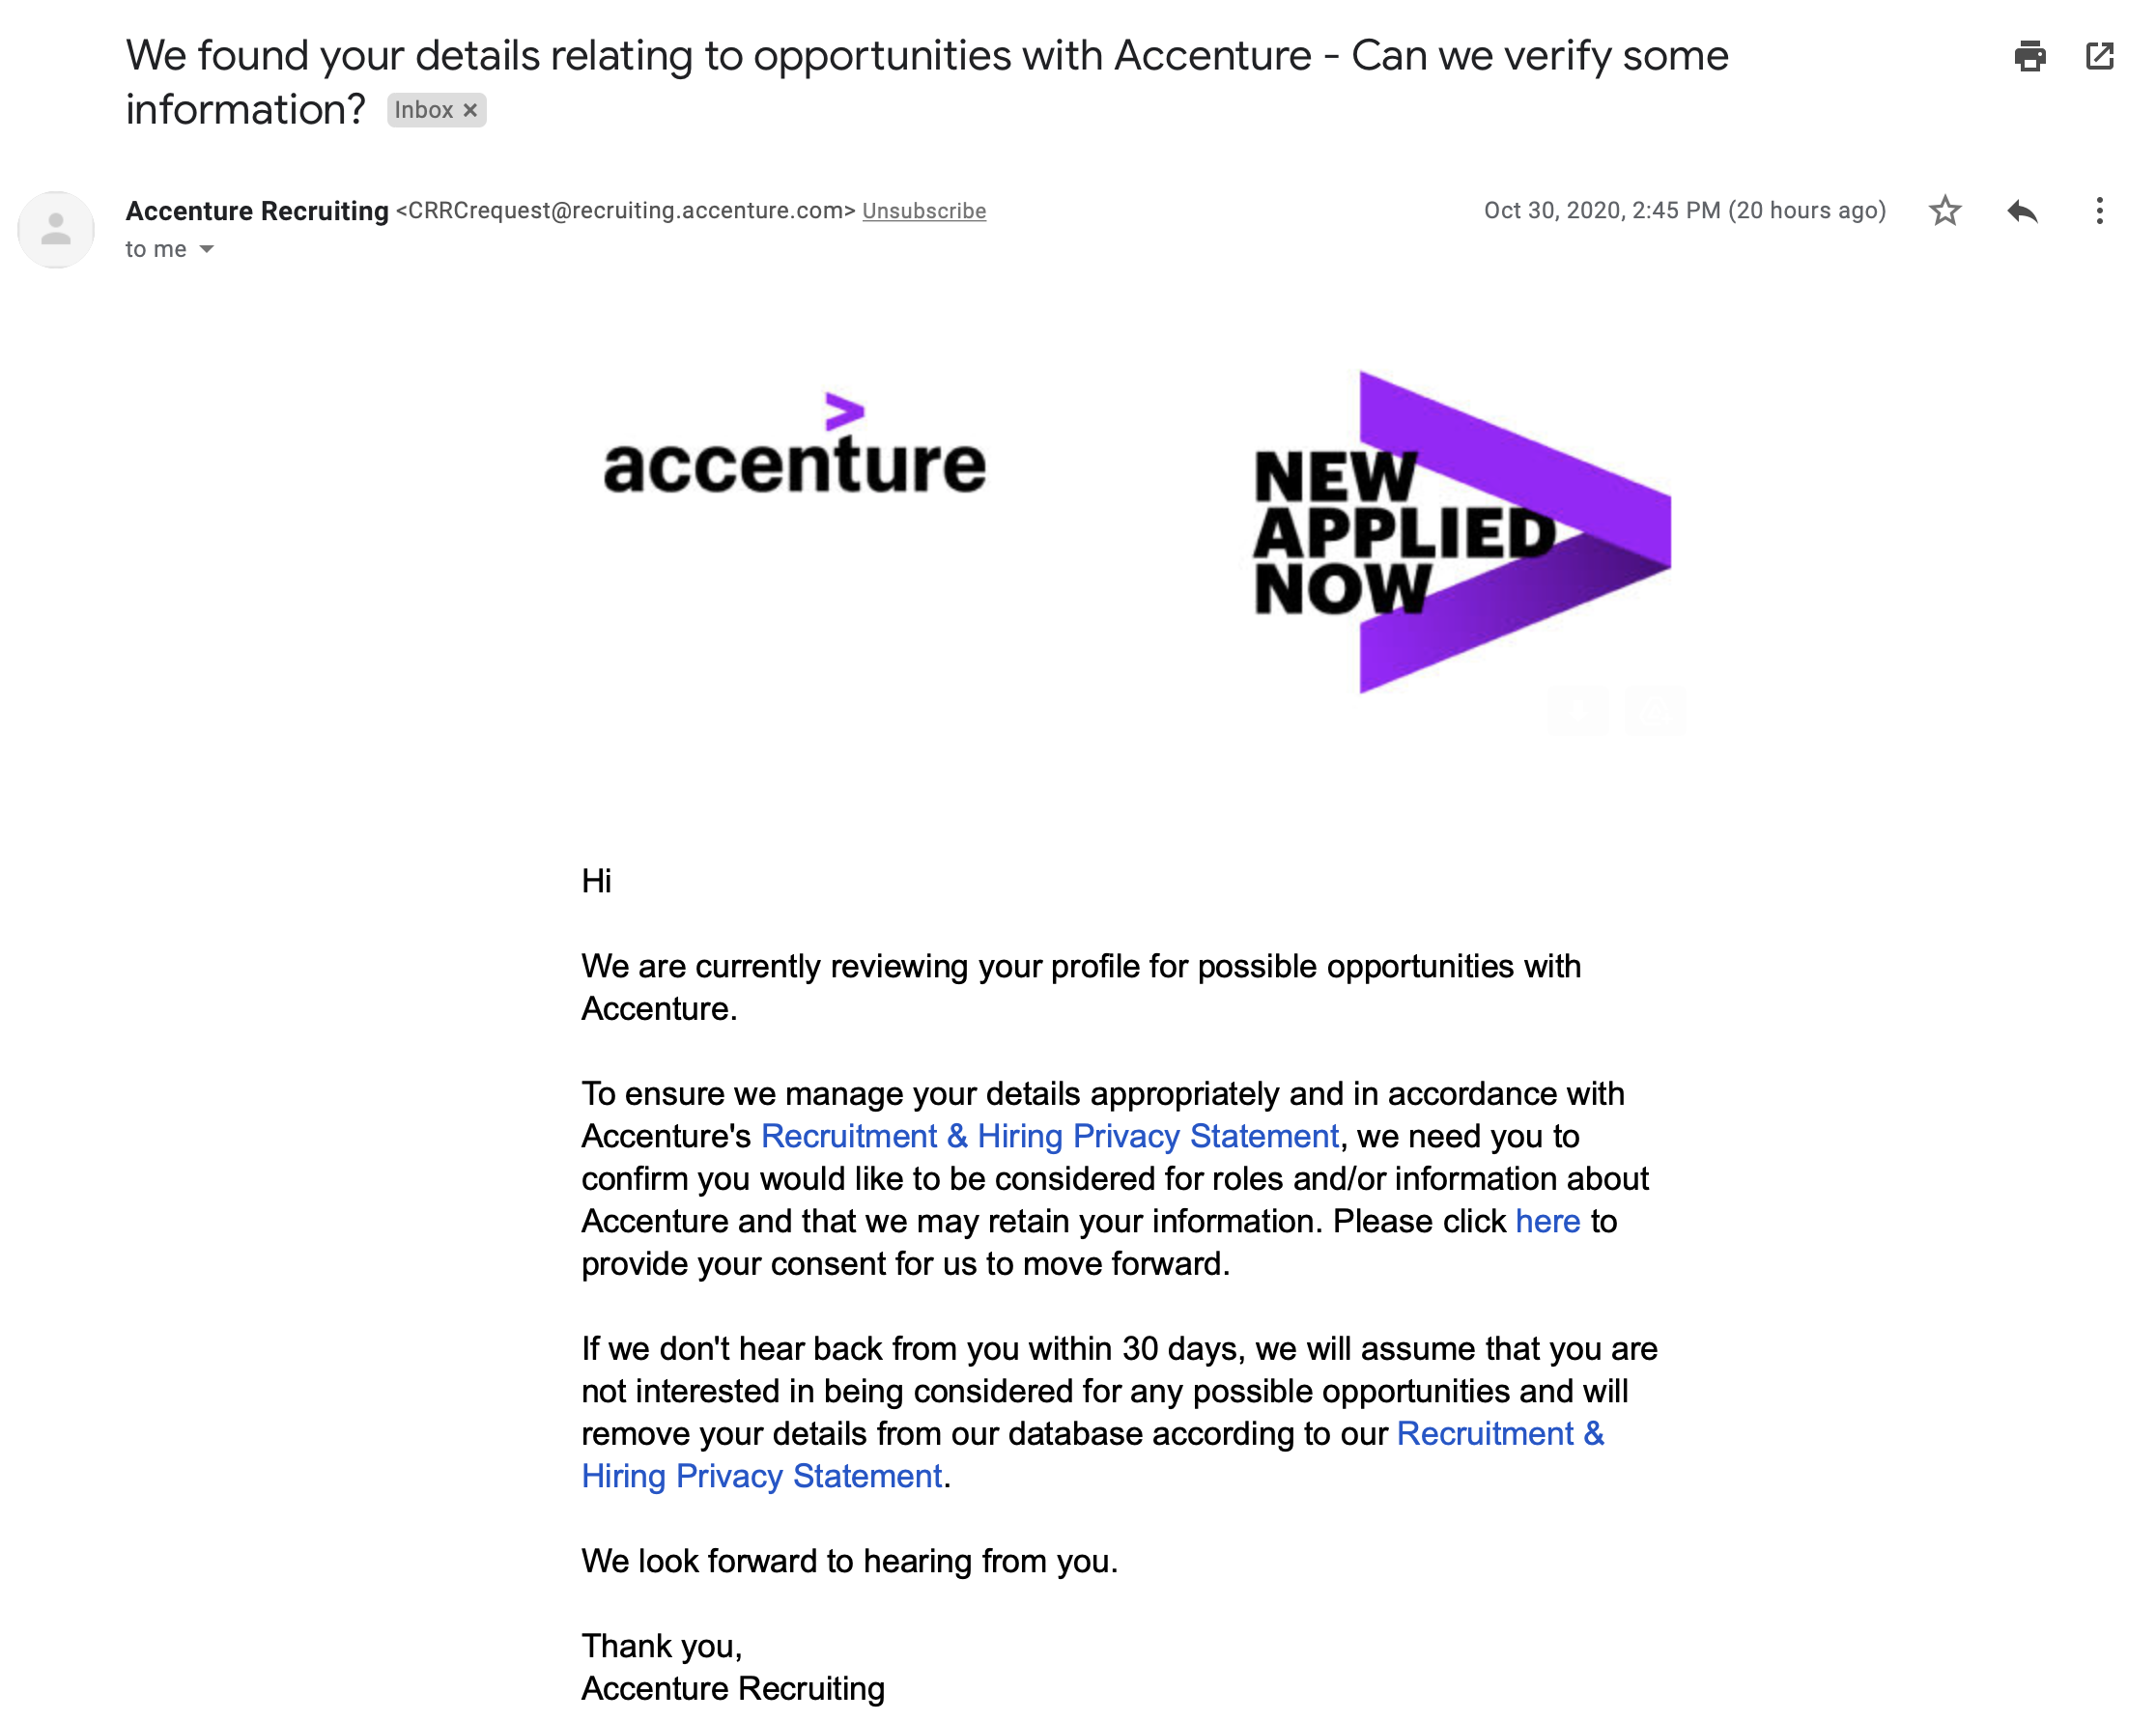 We found your details relating to opportunities with Accenture - Can we verify some
information? Inbox ×
Accenture Recruiting <CRRCrequest@recruiting.accenture.com> Unsubscribe
Oct 30, 2020, 2:45 PM (20 hours ago)
to me
>
accenture
NEW
APPLIED
NOW
Hi
We are currently reviewing your profile for possible opportunities with
Accenture.
To ensure we manage your details appropriately and in accordance with
Accenture's Recruitment & Hiring Privacy Statement, we need you to
confirm you would like to be considered for roles and/or information about
Accenture and that we may retain your information. Please click here to
provide your consent for us to move forward.
If we don't hear back from you within 30 days, we will assume that you are
not interested in being considered for any possible opportunities and will
remove your details from our database according to our Recruitment &
Hiring Privacy Statement.
We look forward to hearing from you.
Thank you,
Accenture Recruiting